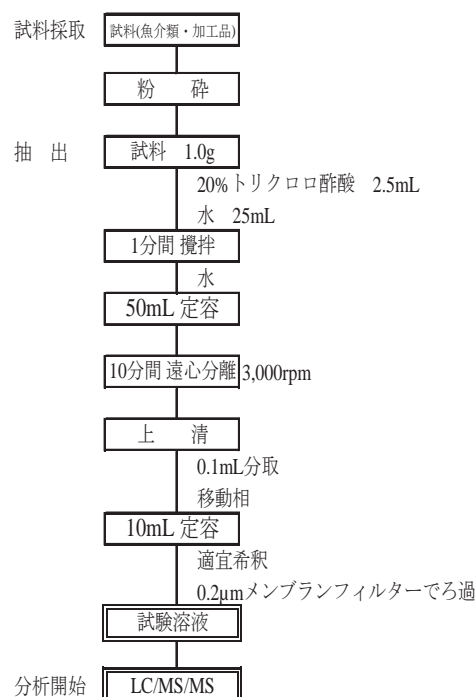 試料採取 試料(魚介類・加工品)
粉 砕
抽 出 試料 1.0g
20%トリクロロ酢酸 2.5mL
水 25mL
1分間 攪拌
水
50mL 定容
10分間 遠心分離 3,000rpm
上 清
0.1mL分取
移動相
10mL 定容
適宜希釈
0.2μmメンブランフィルターでろ過
試験溶液
分析開始 LC/MS/MS